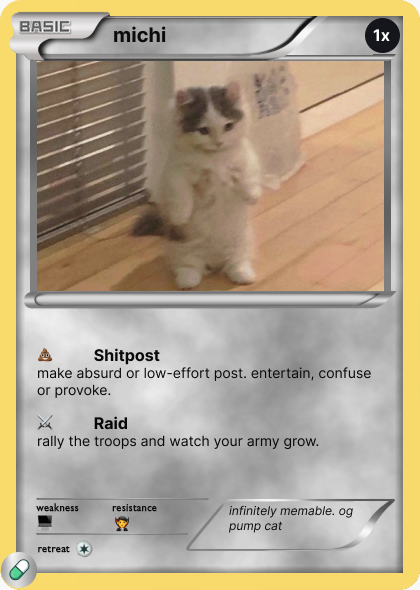 BASIC
michi
1x
Shitpost
make absurd or low-effort post. entertain, confuse
or provoke.
Raid
rally the troops and watch your army grow.
weakness
resistance
retreat
infinitely memable. og
pump cat